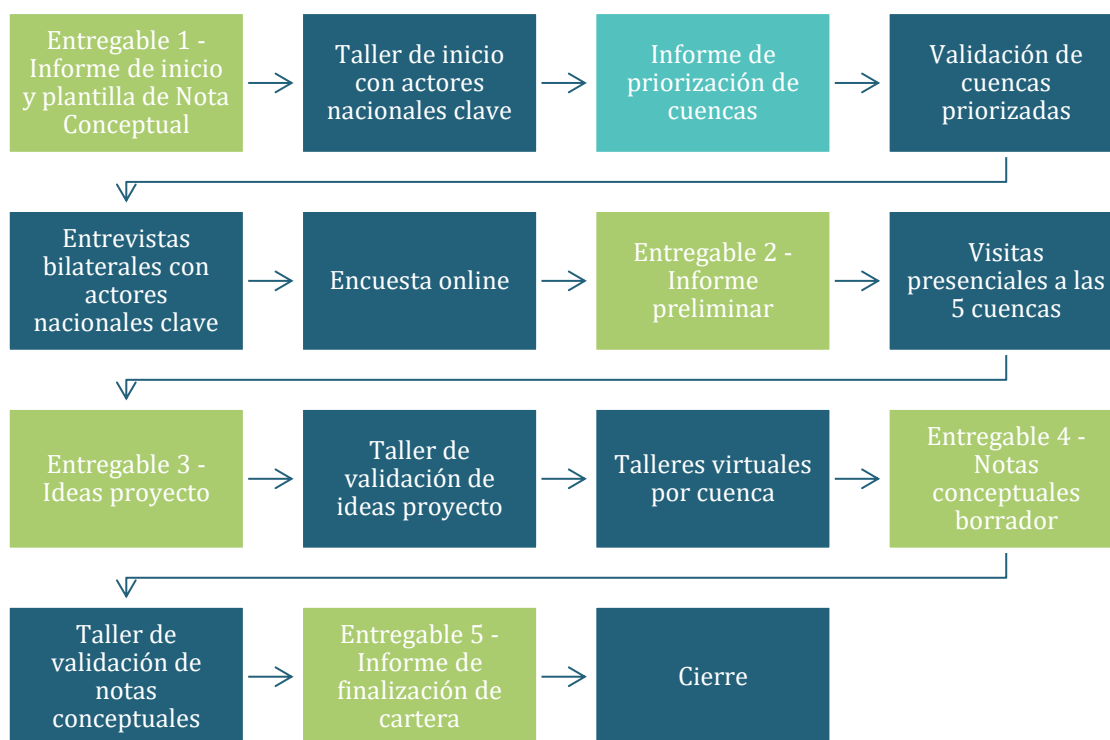 Entregable 1 -
Informe de inicio
y plantilla de Nota
Conceptual
Taller de inicio
con actores
nacionales clave
Informe de
priorización de
cuencas
Validación de
cuencas
priorizadas
Entrevistas
bilaterales con
actores
nacionales clave
Encuesta online
Entregable 2 -
Informe
preliminar
Visitas
presenciales a las
5 cuencas
Entregable 3 -
Ideas proyecto
Taller de
validación de
ideas proyecto
Talleres virtuales
por cuenca
Entregable 4 -
Notas
conceptuales
borrador
Taller de
validación de
notas
conceptuales
Entregable 5 -
Informe de
finalización de
cartera
Cierre